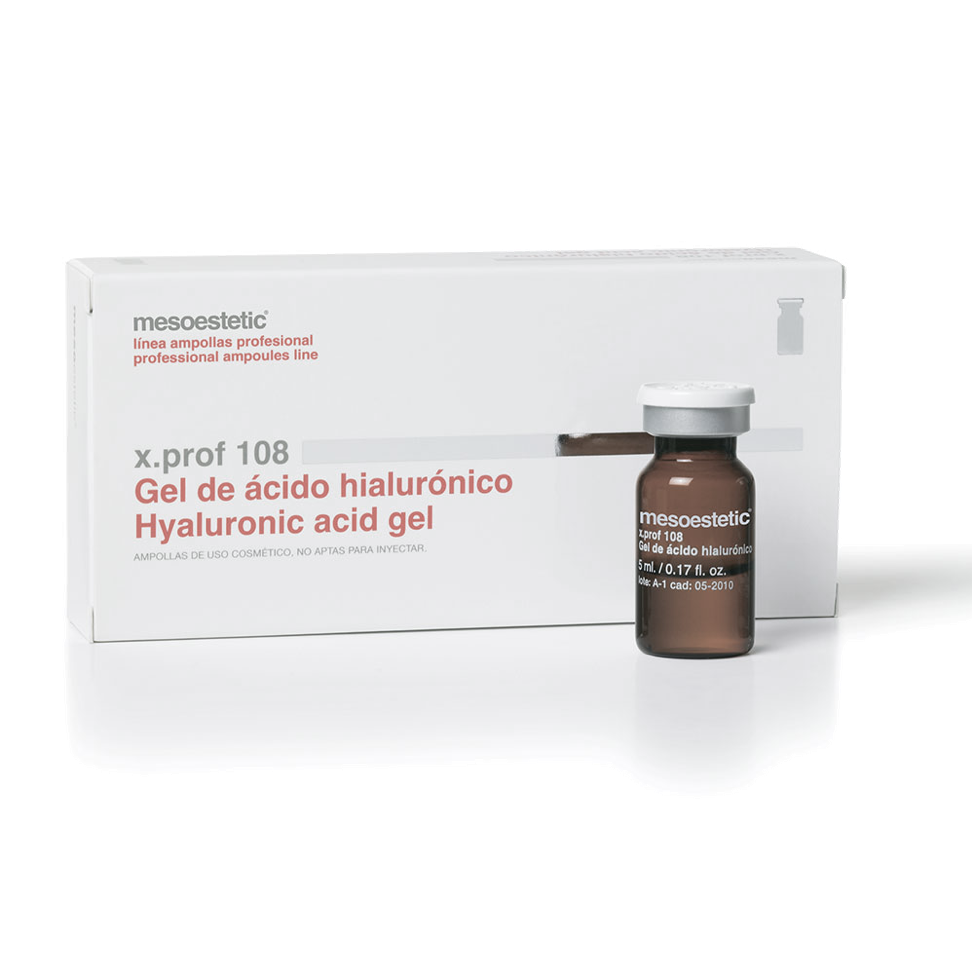 mesoestetic®
línea ampollas profesional
professional ampoules line
x.prof 108
Gel de ácido hialurónico
Hyaluronic acid gel
AMPOLLAS DE USO COSMÉTICO, NO APTAS PARA INYECTAR.
mesoestetic®
x.prof 108
Gel de ácido hialurónico
5 ml. / 0.17 fl. oz.
lote: A-1 cad: 05-2010